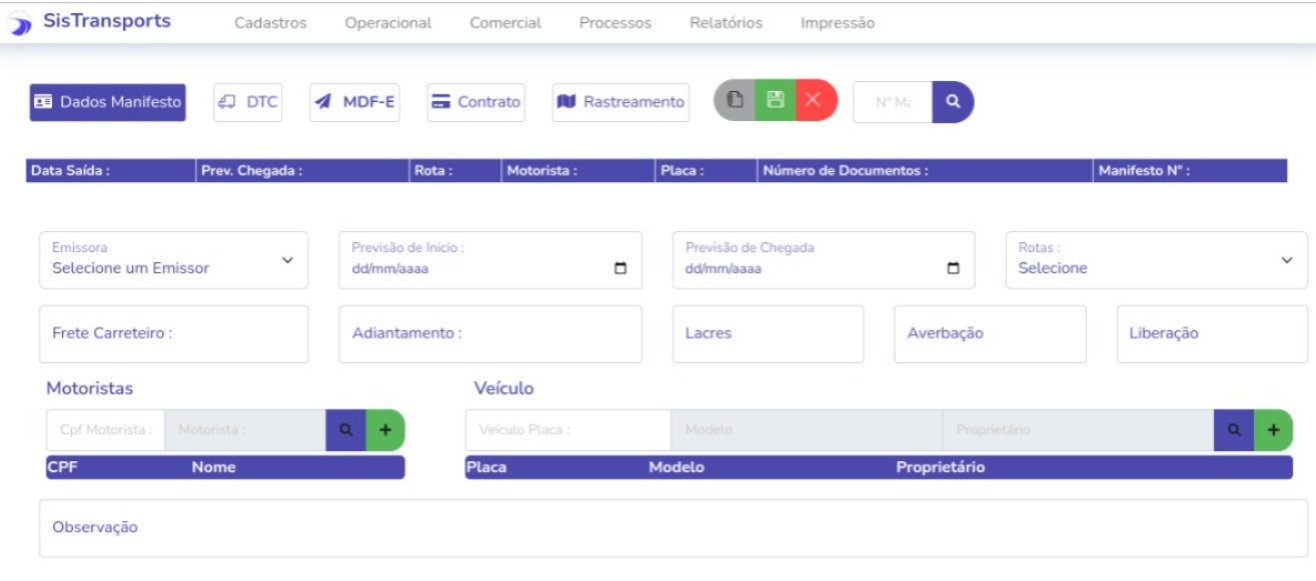 SisTransports Cadastros Operacional Comercial Processos Relatórios Impressão
Dados Manifesto DTC MDF-E Contrato Rastreamento N° Ma
Data Saída : Prev. Chegada : Rota : Motorista : Placa : Número de Documentos : Manifesto N° :
Emissora Previsão de Inicio : Previsão de Chegada Rotas :
Selecione um Emissor dd/mm/aaaa dd/mm/aaaa Selecione
Frete Carreteiro : Adiantamento : Lacres Averbação Liberação
Motoristas Veículo
Cpf Motorista : Motorista : Veículo Placa : Modelo Proprietário
CPF Nome Placa Modelo Proprietário
Observação